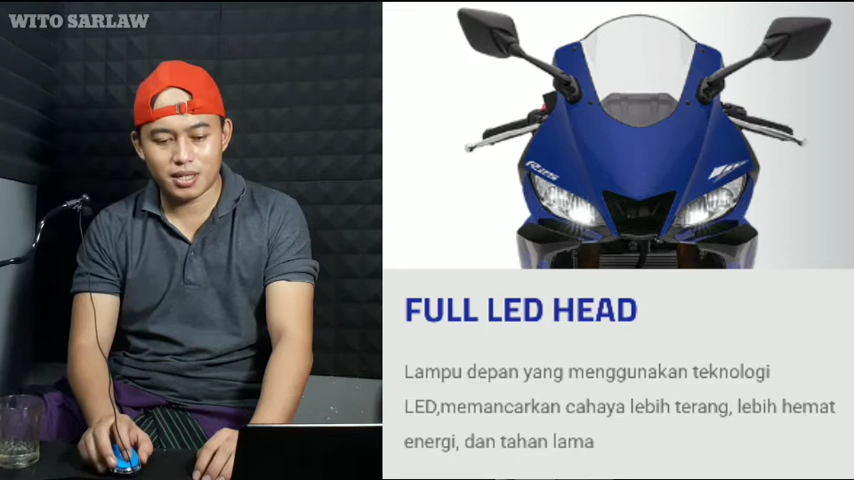 WITO SARLAW
R25
FULL LED HEAD
Lampu depan yang menggunakan teknologi
LED,memancarkan cahaya lebih terang, lebih hemat
energi, dan tahan lama